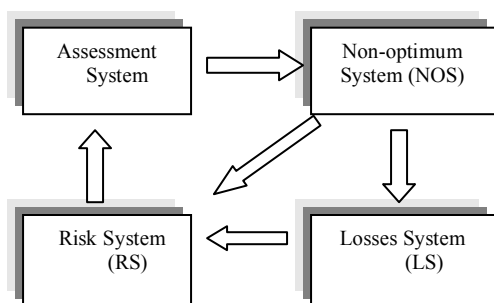 Assessment
System
Non-optimum
System (NOS)
Risk System
(RS)
Losses System
(LS)